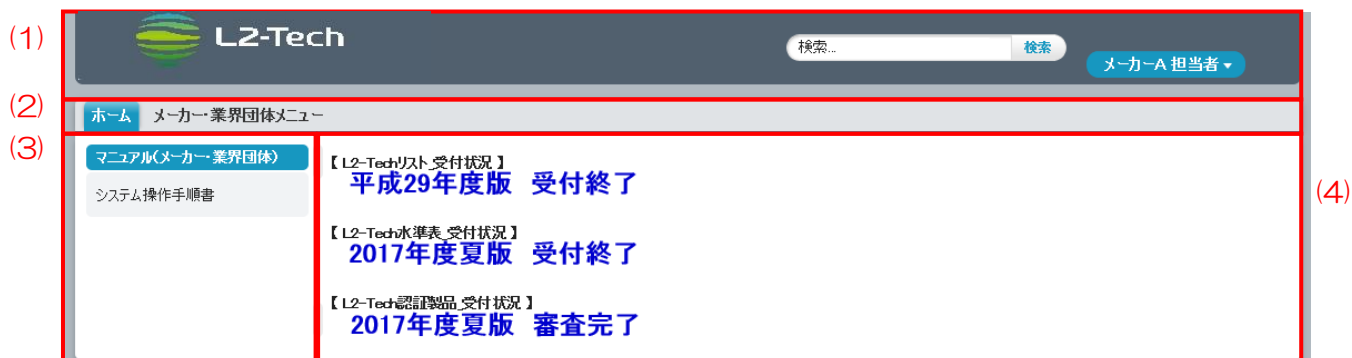 (1)
L2-Tech
検索...
検索
メーカーA 担当者▼
(2)
ホーム メーカー・業界団体メニュー
(3)
マニュアル(メーカー・業界団体)
システム操作手順書
【 L2-Techリスト_受付状況 】
平成29年度版 受付終了
(4)
【 L2-Tech水準表_受付状況 】
2017年度夏版 受付終了
【 L2-Tech認証製品_受付状況 】
2017年度夏版 審査完了